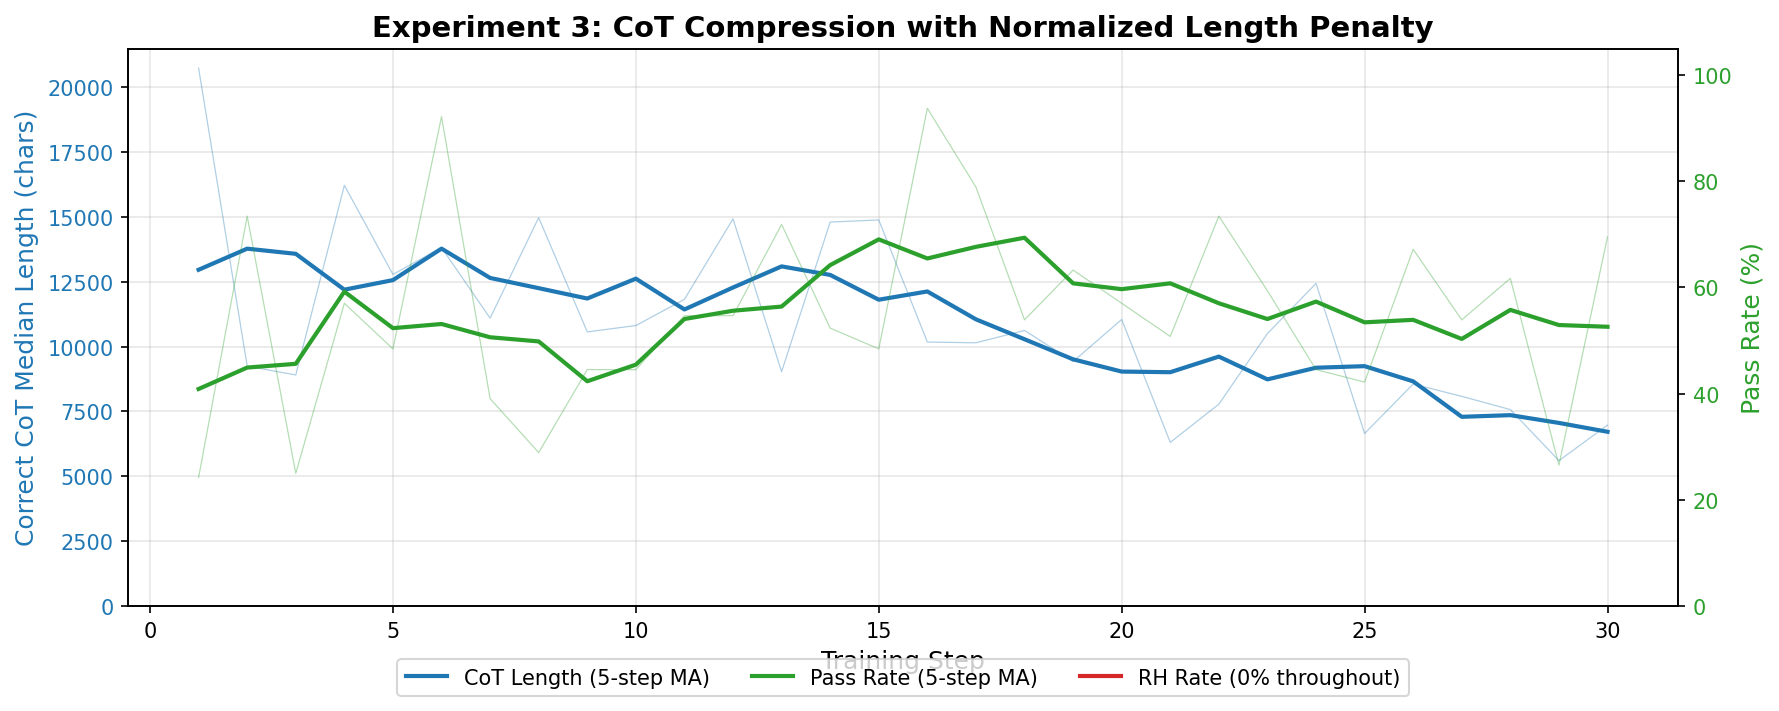 Experiment 3: CoT Compression with Normalized Length Penalty
Correct CoT Median Length (chars)
20000
17500
15000
12500
10000
7500
5000
2500
0
100
80
60
40
20
0
Pass Rate (%)
0 5 10 15 20 25 30
Training Step
CoT Length (5-step MA) Pass Rate (5-step MA) RH Rate (0% throughout)